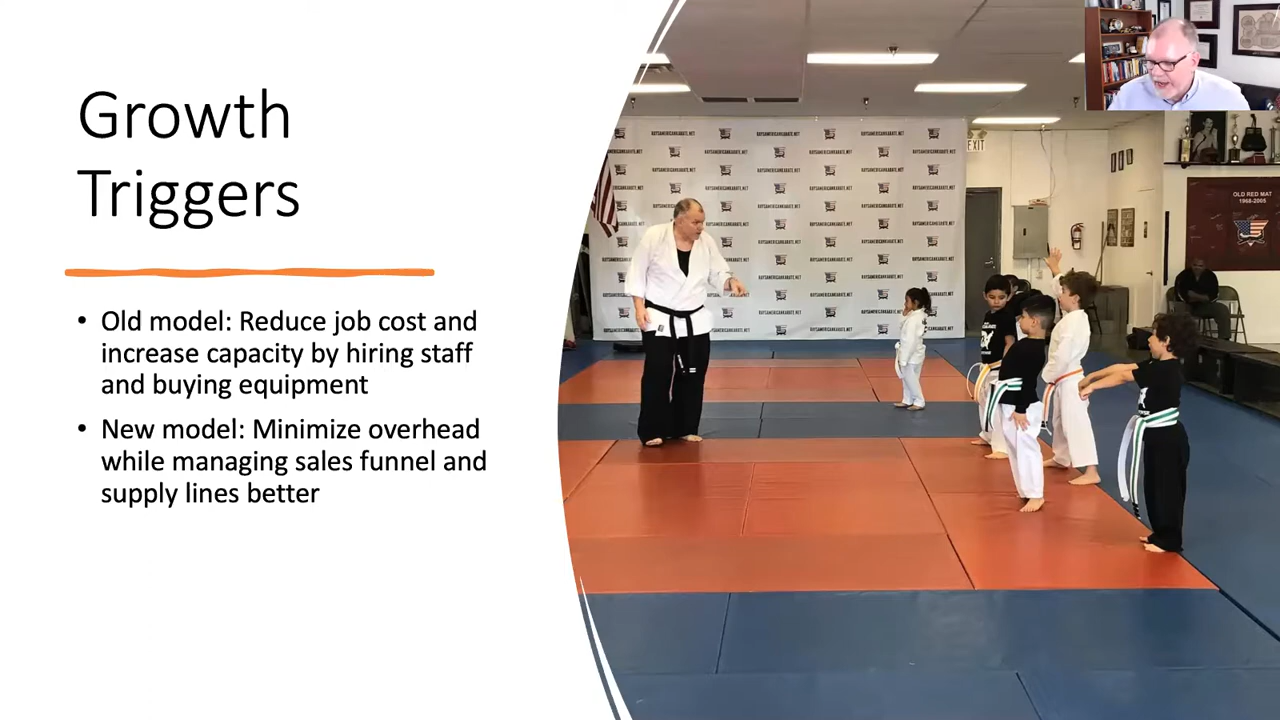 Growth
Triggers
• Old model: Reduce job cost and
increase capacity by hiring staff
and buying equipment
• New model: Minimize overhead
while managing sales funnel and
supply lines better
EXIT
OLD RED MAT
1968-2005